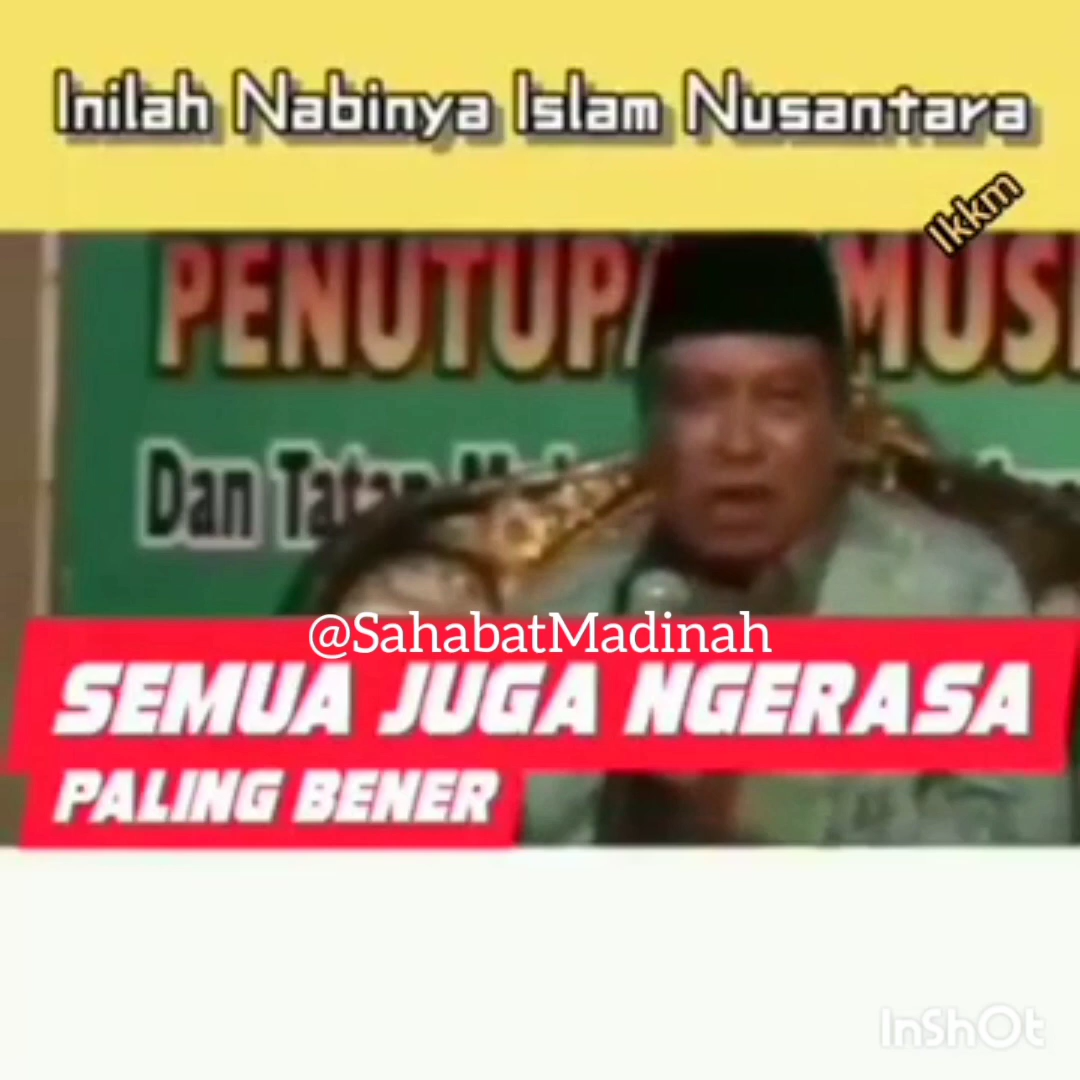 Inilah Nabinya Islam Nusantara
Ikkm
PENUTUP MUS
Dan
@SahabatMadinah
SEMUA JUGA NGERASA
PALING BENER
InShOt